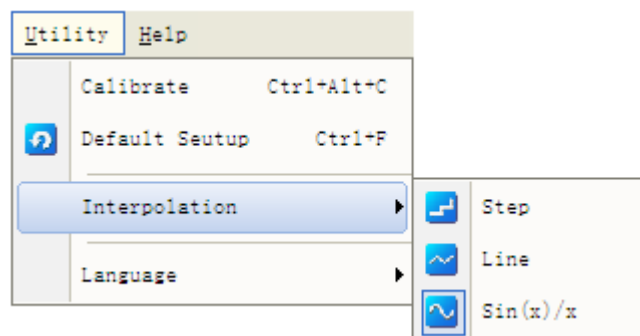 Utility Help
Calibrate Ctrl+Alt+C
Default Seutup Ctrl+F
Interpolation
Step
Line
Language
Sin(x)/x